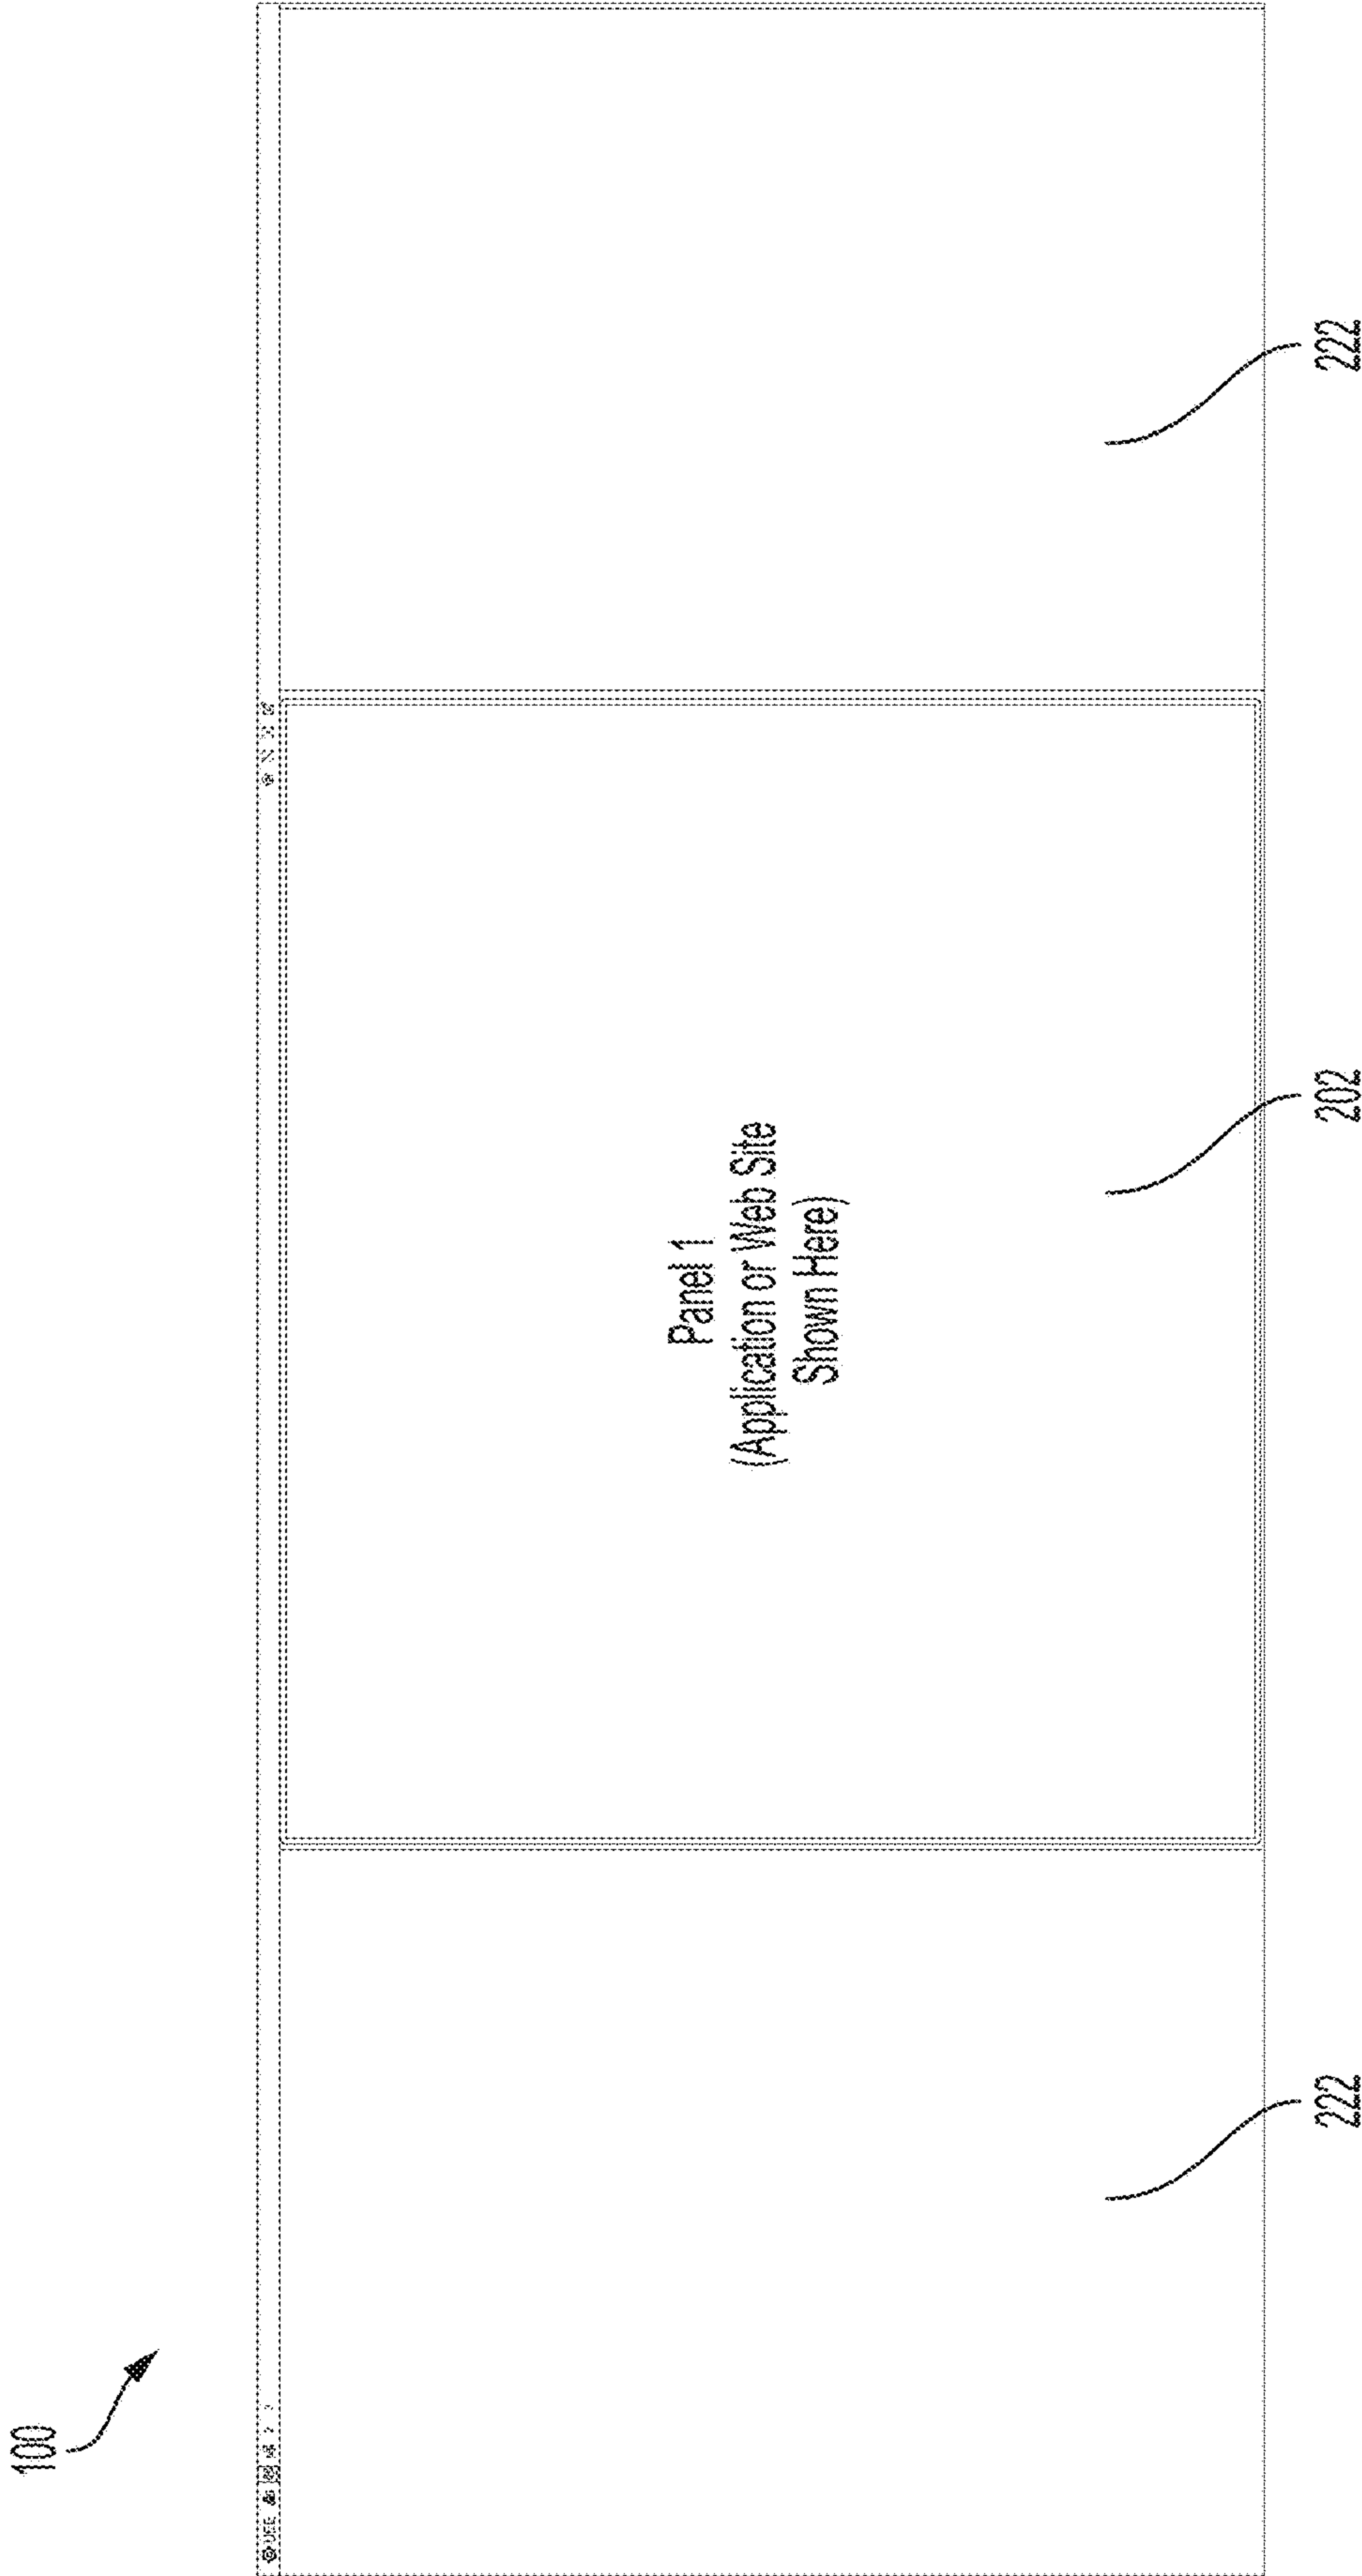 100
Panel 1
(Application or Web Site
Shown Here)
222
202
222